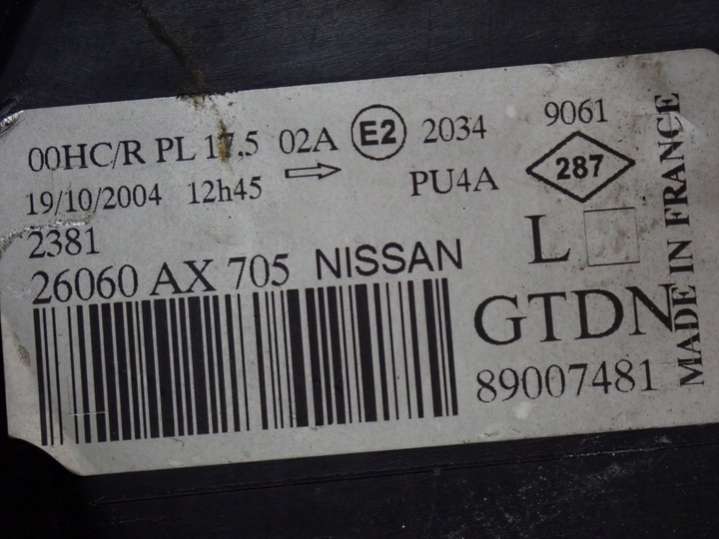 00HC/R PL 17.5 02A E2 2034 9061
19/10/2004 12h45 PU4A 287
2381
26060 AX 705 NISSAN L
GTDN
89007481
MADE IN FRANCE